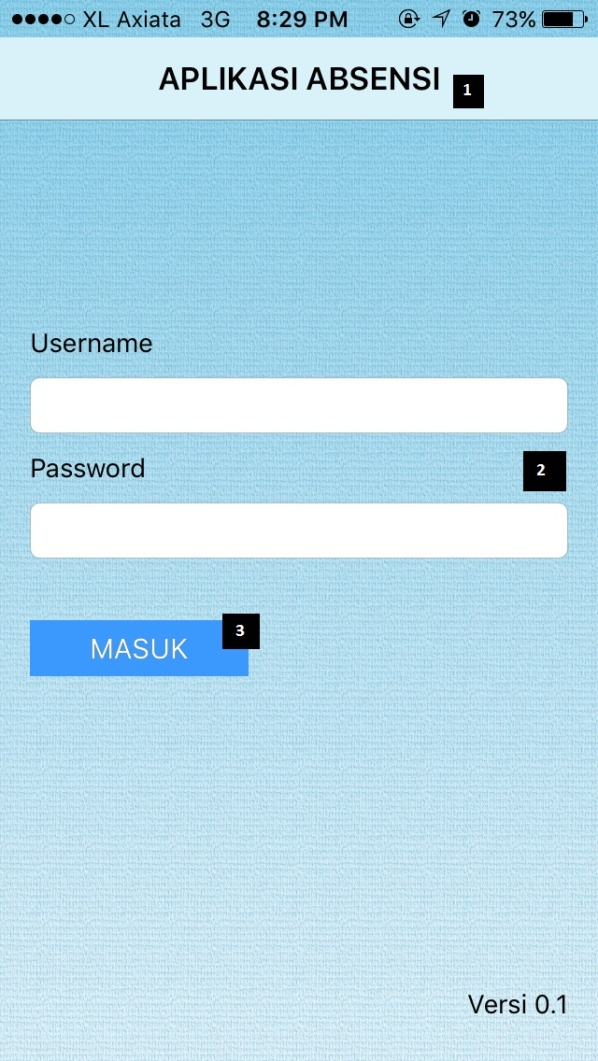 XL Axiata 3G 8:29 PM 73%
APLIKASI ABSENSI 1
Username
Password 2
MASUK 3
Versi 0.1